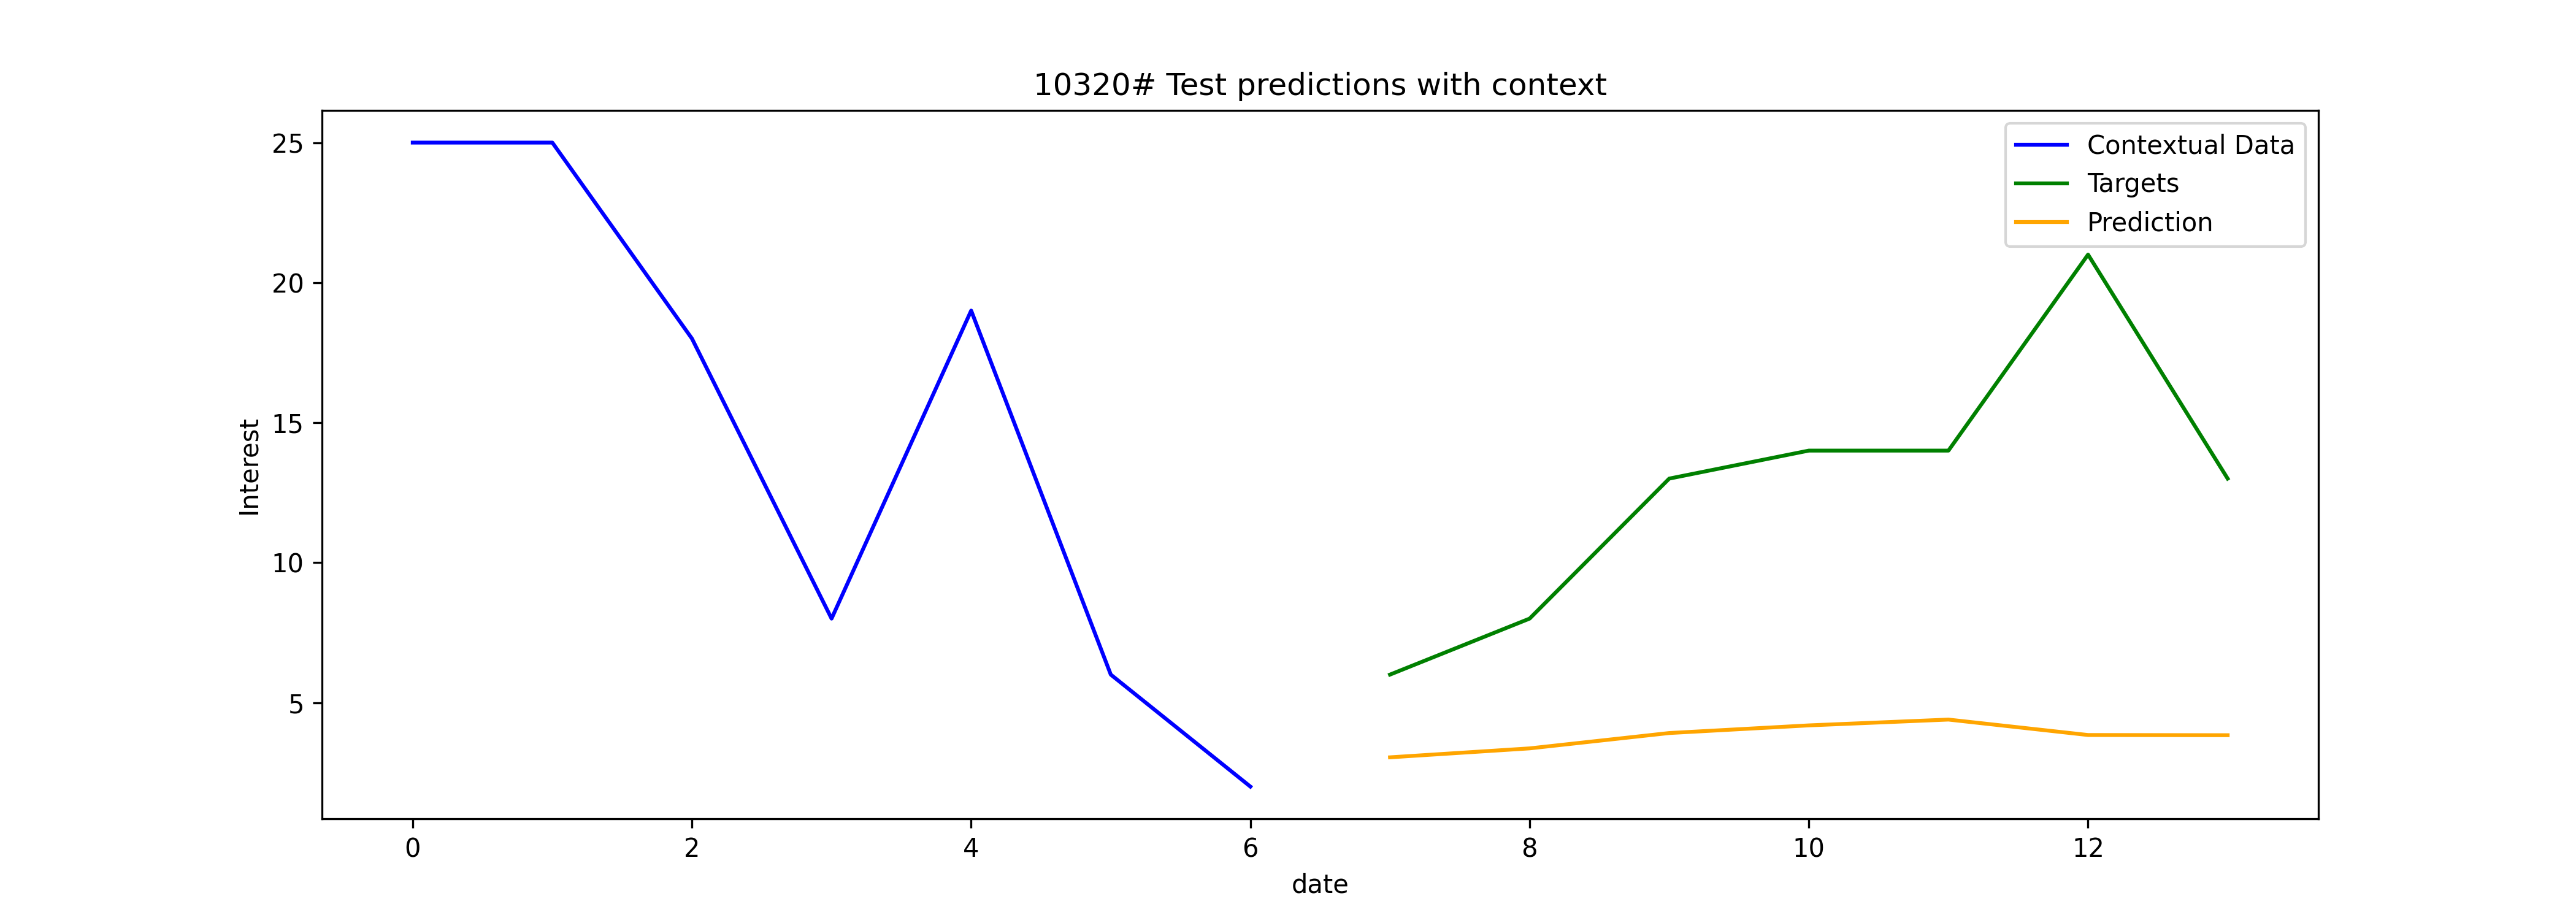 10320# Test predictions with context
Contextual Data
Targets
Prediction
Interest
25
20
15
10
5
0 2 4 6 8 10 12
date